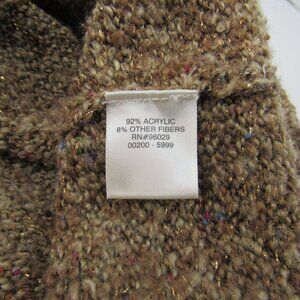 92% ACRYLIC
8% OTHER FIBERS
RN#96029
00200 - 5999